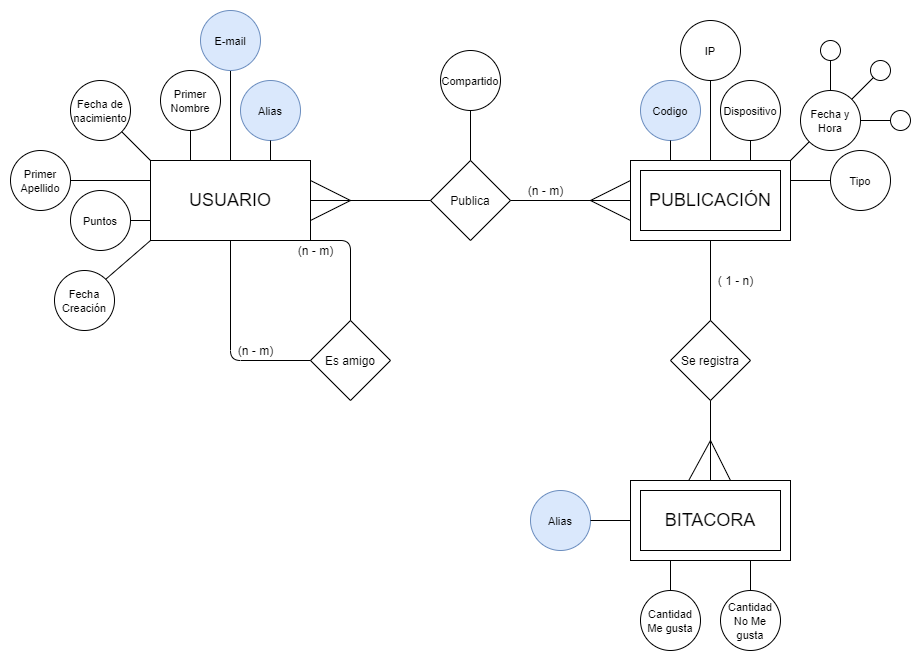 E-mail
IP
Compartido
Fecha de
nacimiento
Primer
Nombre
Alias
Codigo
Dispositivo
Fecha y
Hora
Primer
Apellido
USUARIO
Publica
(n - m)
PUBLICACIÓN
Tipo
Puntos
(n - m)
Fecha
Creación
( 1 - n)
(n - m)
Es amigo
Se registra
Alias
BITACORA
Cantidad
Me gusta
Cantidad
No Me
gusta